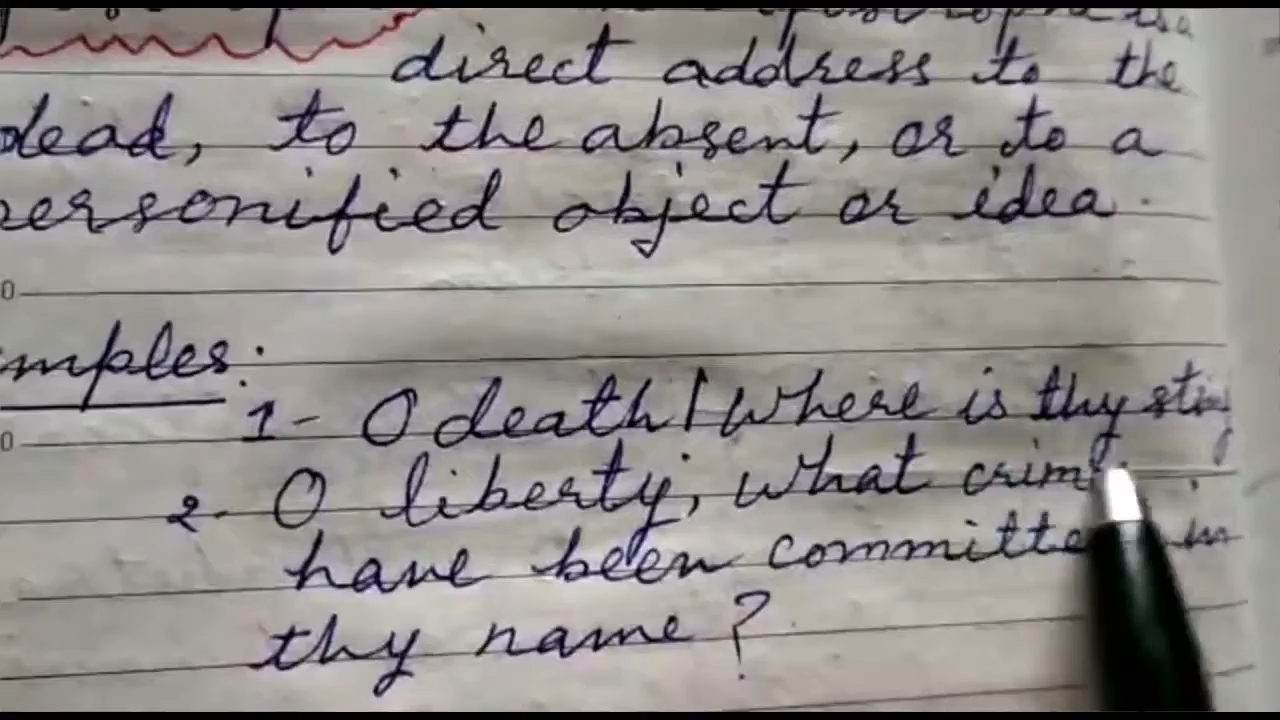 direct address to the
dead, to the absent, or to a
personified object or idea.
mples:
1- O death! Where is thy
2- O liberty, what
have been committe in
thy name?